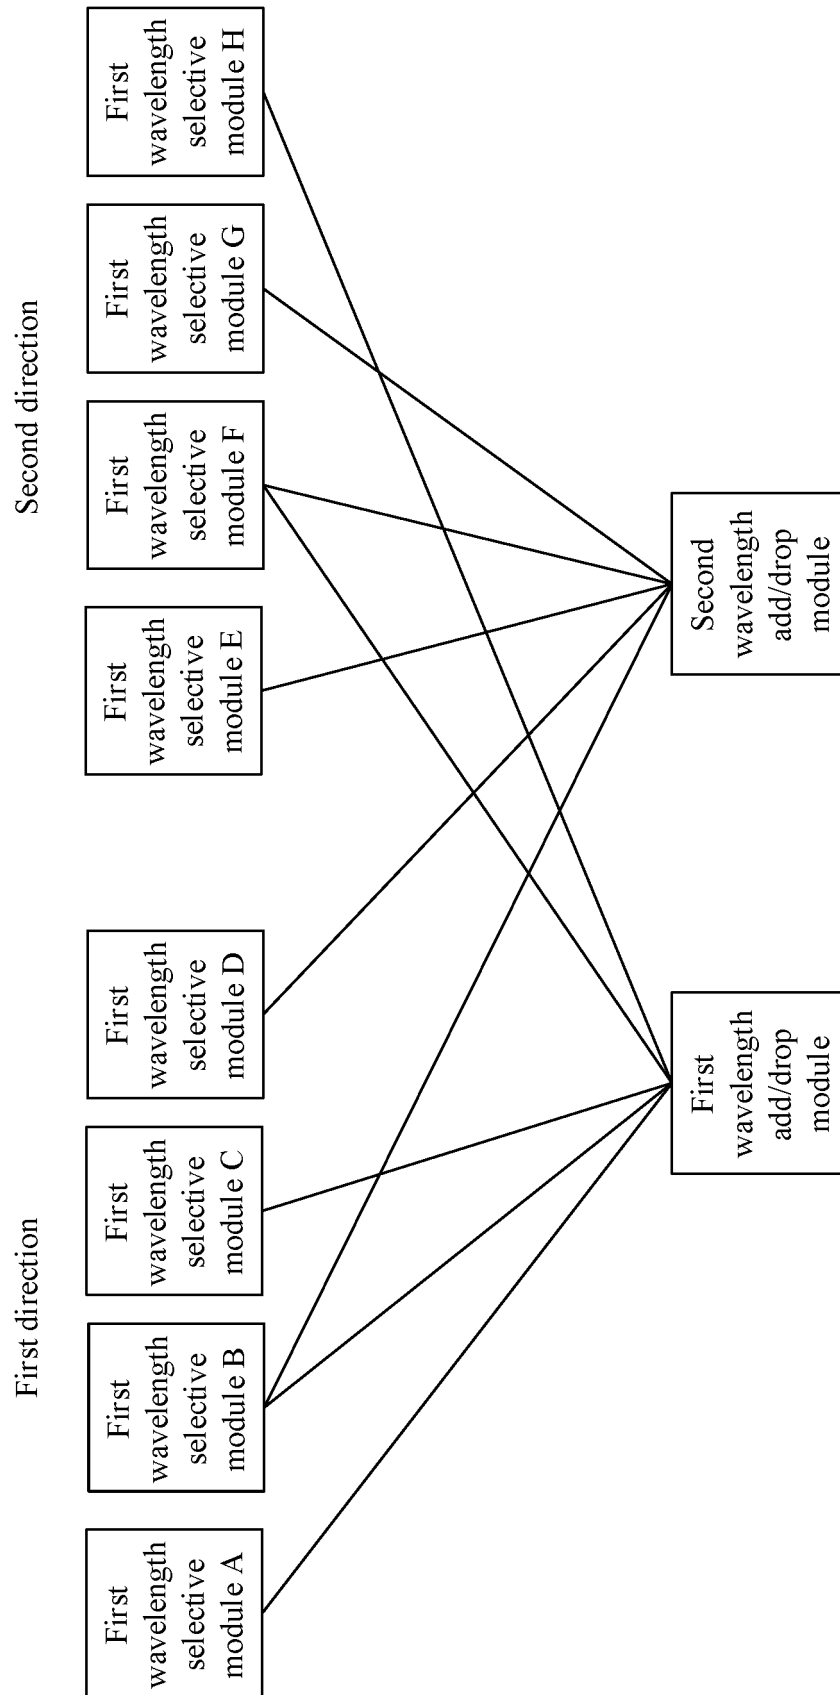 First direction
Second direction
First
wavelength
selective
module A
First
wavelength
selective
module B
First
wavelength
selective
module C
First
wavelength
selective
module D
First
wavelength
selective
module E
First
wavelength
selective
module F
First
wavelength
selective
module G
First
wavelength
selective
module H
First
wavelength
add/drop
module
Second
wavelength
add/drop
module